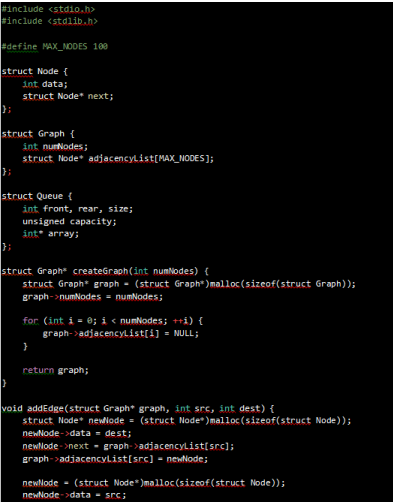 #include <stdio.h>
#include <stdlib.h>
#define MAX_NODES 100
struct Node {
    int data;
    struct Node* next;
};
struct Graph {
    int numNodes;
    struct Node* adjacencyList[MAX_NODES];
};
struct Queue {
    int front, rear, size;
    unsigned capacity;
    int* array;
};
struct Graph* createGraph(int numNodes) {
    struct Graph* graph = (struct Graph*)malloc(sizeof(struct Graph));
    graph->numNodes = numNodes;
    for (int i = 0; i < numNodes; ++i) {
        graph->adjacencyList[i] = NULL;
    }
    return graph;
}
void addEdge(struct Graph* graph, int src, int dest) {
    struct Node* newNode = (struct Node*)malloc(sizeof(struct Node));
    newNode->data = dest;
    newNode->next = graph->adjacencyList[src];
    graph->adjacencyList[src] = newNode;
    newNode = (struct Node*)malloc(sizeof(struct Node));
    newNode->data = src;